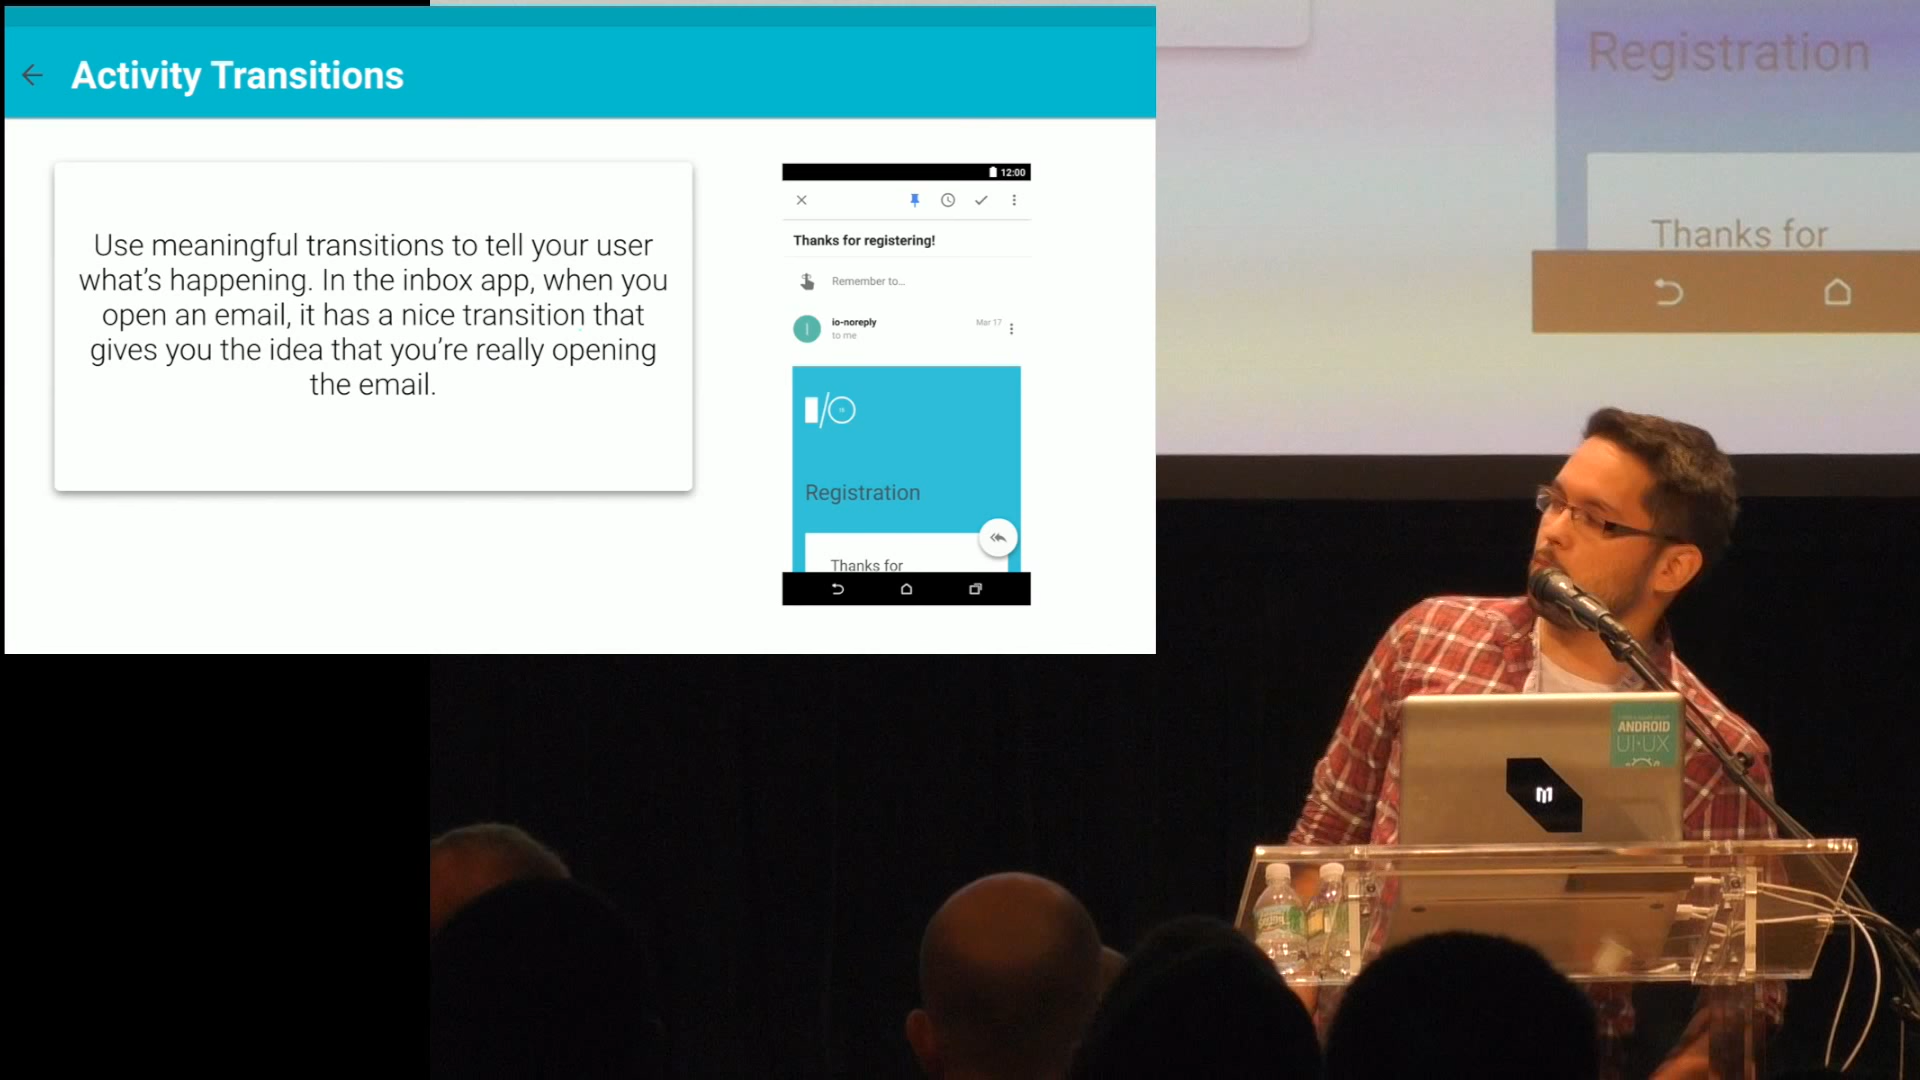 Activity Transitions
Use meaningful transitions to tell your user
what's happening. In the inbox app, when you
open an email, it has a nice transition that
gives you the idea that you're really opening
the email.
12:00
Thanks for registering!
Remember to...
I
io-noreply
Mar 17
to me
Registration
Thanks for
Registration
Thanks for
ANDROID
UI·UX